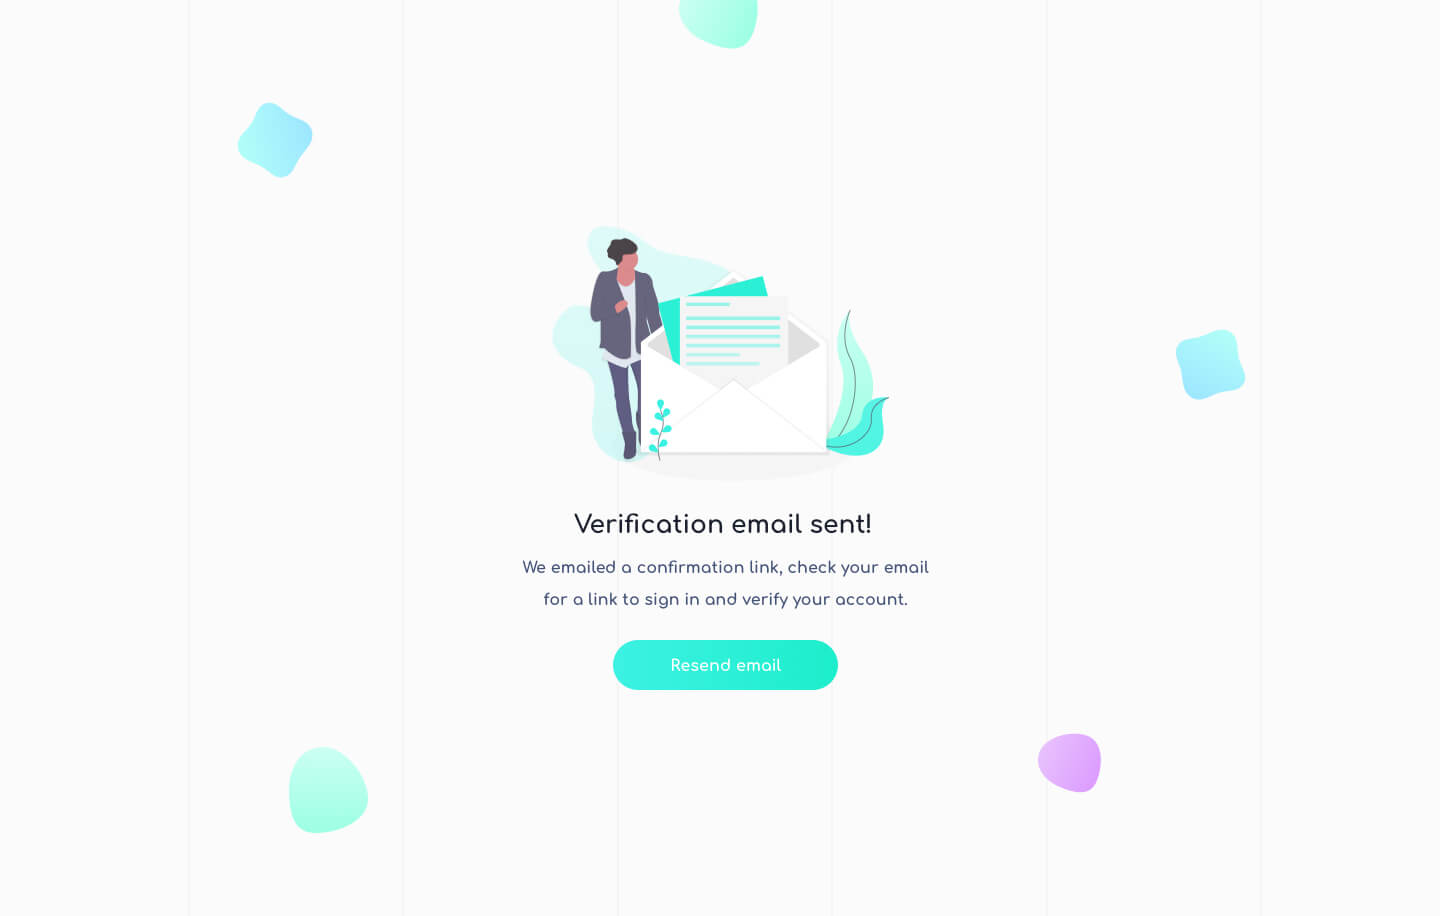 Verification email sent!
We emailed a confirmation link, check your email
for a link to sign in and verify your account.
Resend email